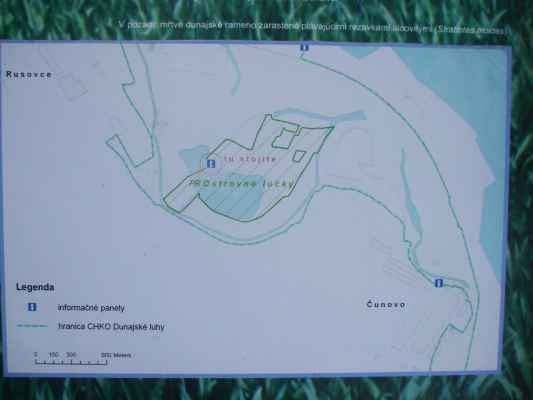 V pozadí: mŕtve dunajské rameno zarastené plávajúcimi rezavkami aloovitými (Stratiotes aloides)
Rusovce
tu stojíte
PR Ostrovné lúčky
Legenda
informačné panely
hranica CHKO Dunajské luhy
Čunovo
0 150 300 600 Meters